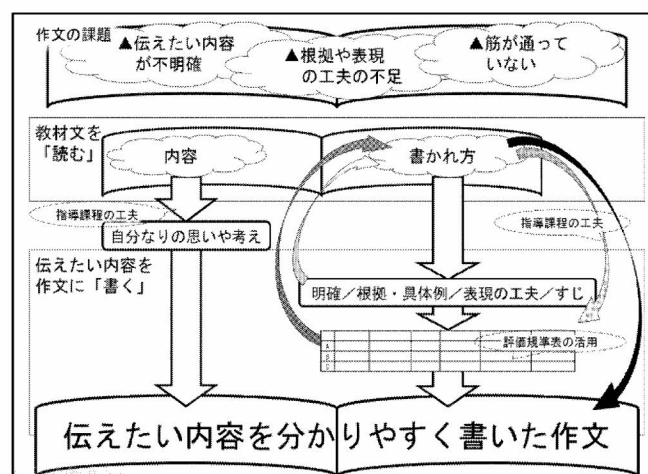 作文の課題
▲伝えたい内容
が不明確
▲根拠や表現
の工夫の不足
▲筋が通って
いない
教材文を
「読む」
内容
書かれ方
指導課程の工夫
指導課程の工夫
自分なりの思いや考え
伝えたい内容を
作文に「書く」
明確／根拠・具体例／表現の工夫／すじ
A
B
C
評価規準表の活用
伝えたい内容を分かりやすく書いた作文